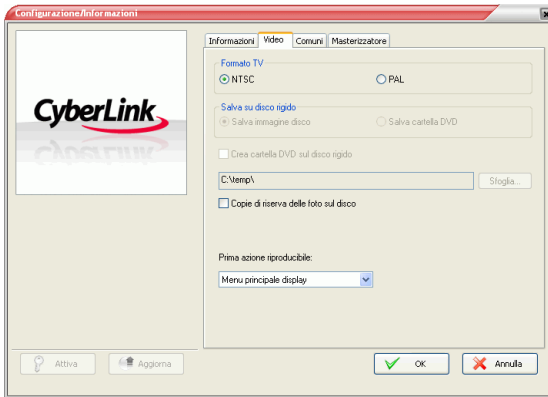 Configurazione/Informazioni
Informazioni Video Comuni Masterizzatore
Formato TV
NTSC PAL
Salva su disco rigido
Salva immagine disco Salva cartella DVD
Crea cartella DVD sul disco rigido
C:\temp\ Sfoglia...
Copie di riserva delle foto sul disco
Prima azione riproducibile:
Menu principale display
CyberLink
Attiva Aggiorna OK Annulla